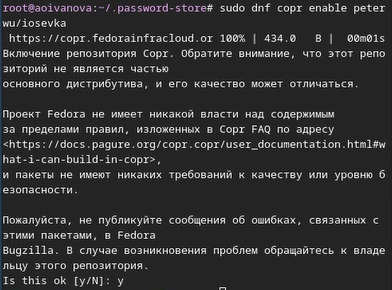 root@aoivanova:~/.password-store# sudo dnf copr enable peter
wu/iosevka
 https://copr.fedorainfracloud.or 100% | 434.0   B |  00m01s
Включение репозитория Copr. Обратите внимание, что этот репо
зиторий не является частью
основного дистрибутива, и его качество может отличаться.

Проект Fedora не имеет никакой власти над содержимым
за пределами правил, изложенных в Copr FAQ по адресу
<https://docs.pagure.org/copr.copr/user_documentation.html#w
hat-i-can-build-in-copr>,
и пакеты не имеют никаких требований к качеству или уровню б
езопасности.

Пожалуйста, не публикуйте сообщения об ошибках, связанных с
этими пакетами, в Fedora
Bugzilla. В случае возникновения проблем обращайтесь к владе
льцу этого репозитория.
Is this ok [y/N]: y